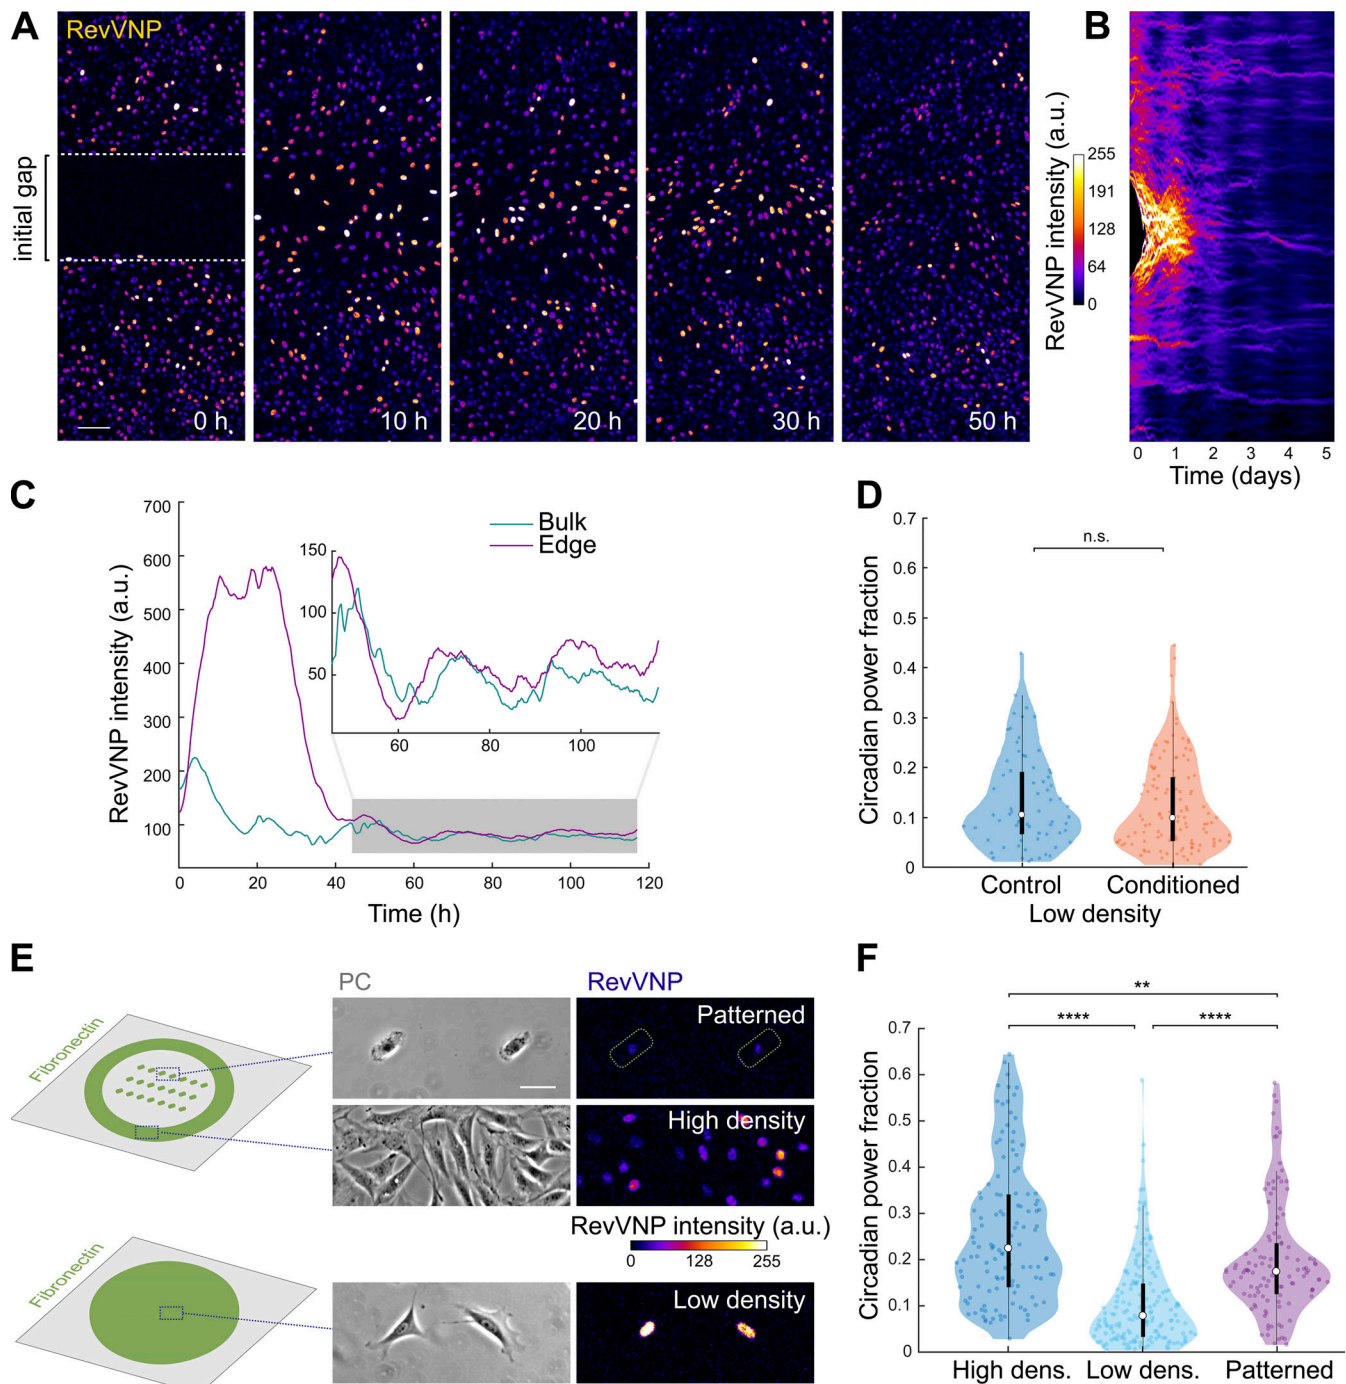 A
RevVNP
initial gap
0 h
10 h
20 h
30 h
50 h
B
RevVNP intensity (a.u.)
255
191
128
64
0
0 1 2 3 4 5
Time (days)
C
RevVNP intensity (a.u.)
700
600
500
400
300
200
100
0 20 40 60 80 100 120
Time (h)
Bulk
Edge
150
100
50
60 80 100
D
Circadian power fraction
0.7
0.6
0.5
0.4
0.3
0.2
0.1
0
n.s.
Control Conditioned
Low density
E
Fibronectin
PC
RevVNP
Patterned
High density
RevVNP intensity (a.u.)
0 128 255
Fibronectin
Low density
F
Circadian power fraction
0.7
0.6
0.5
0.4
0.3
0.2
0.1
0
**
**** ****
High dens. Low dens. Patterned